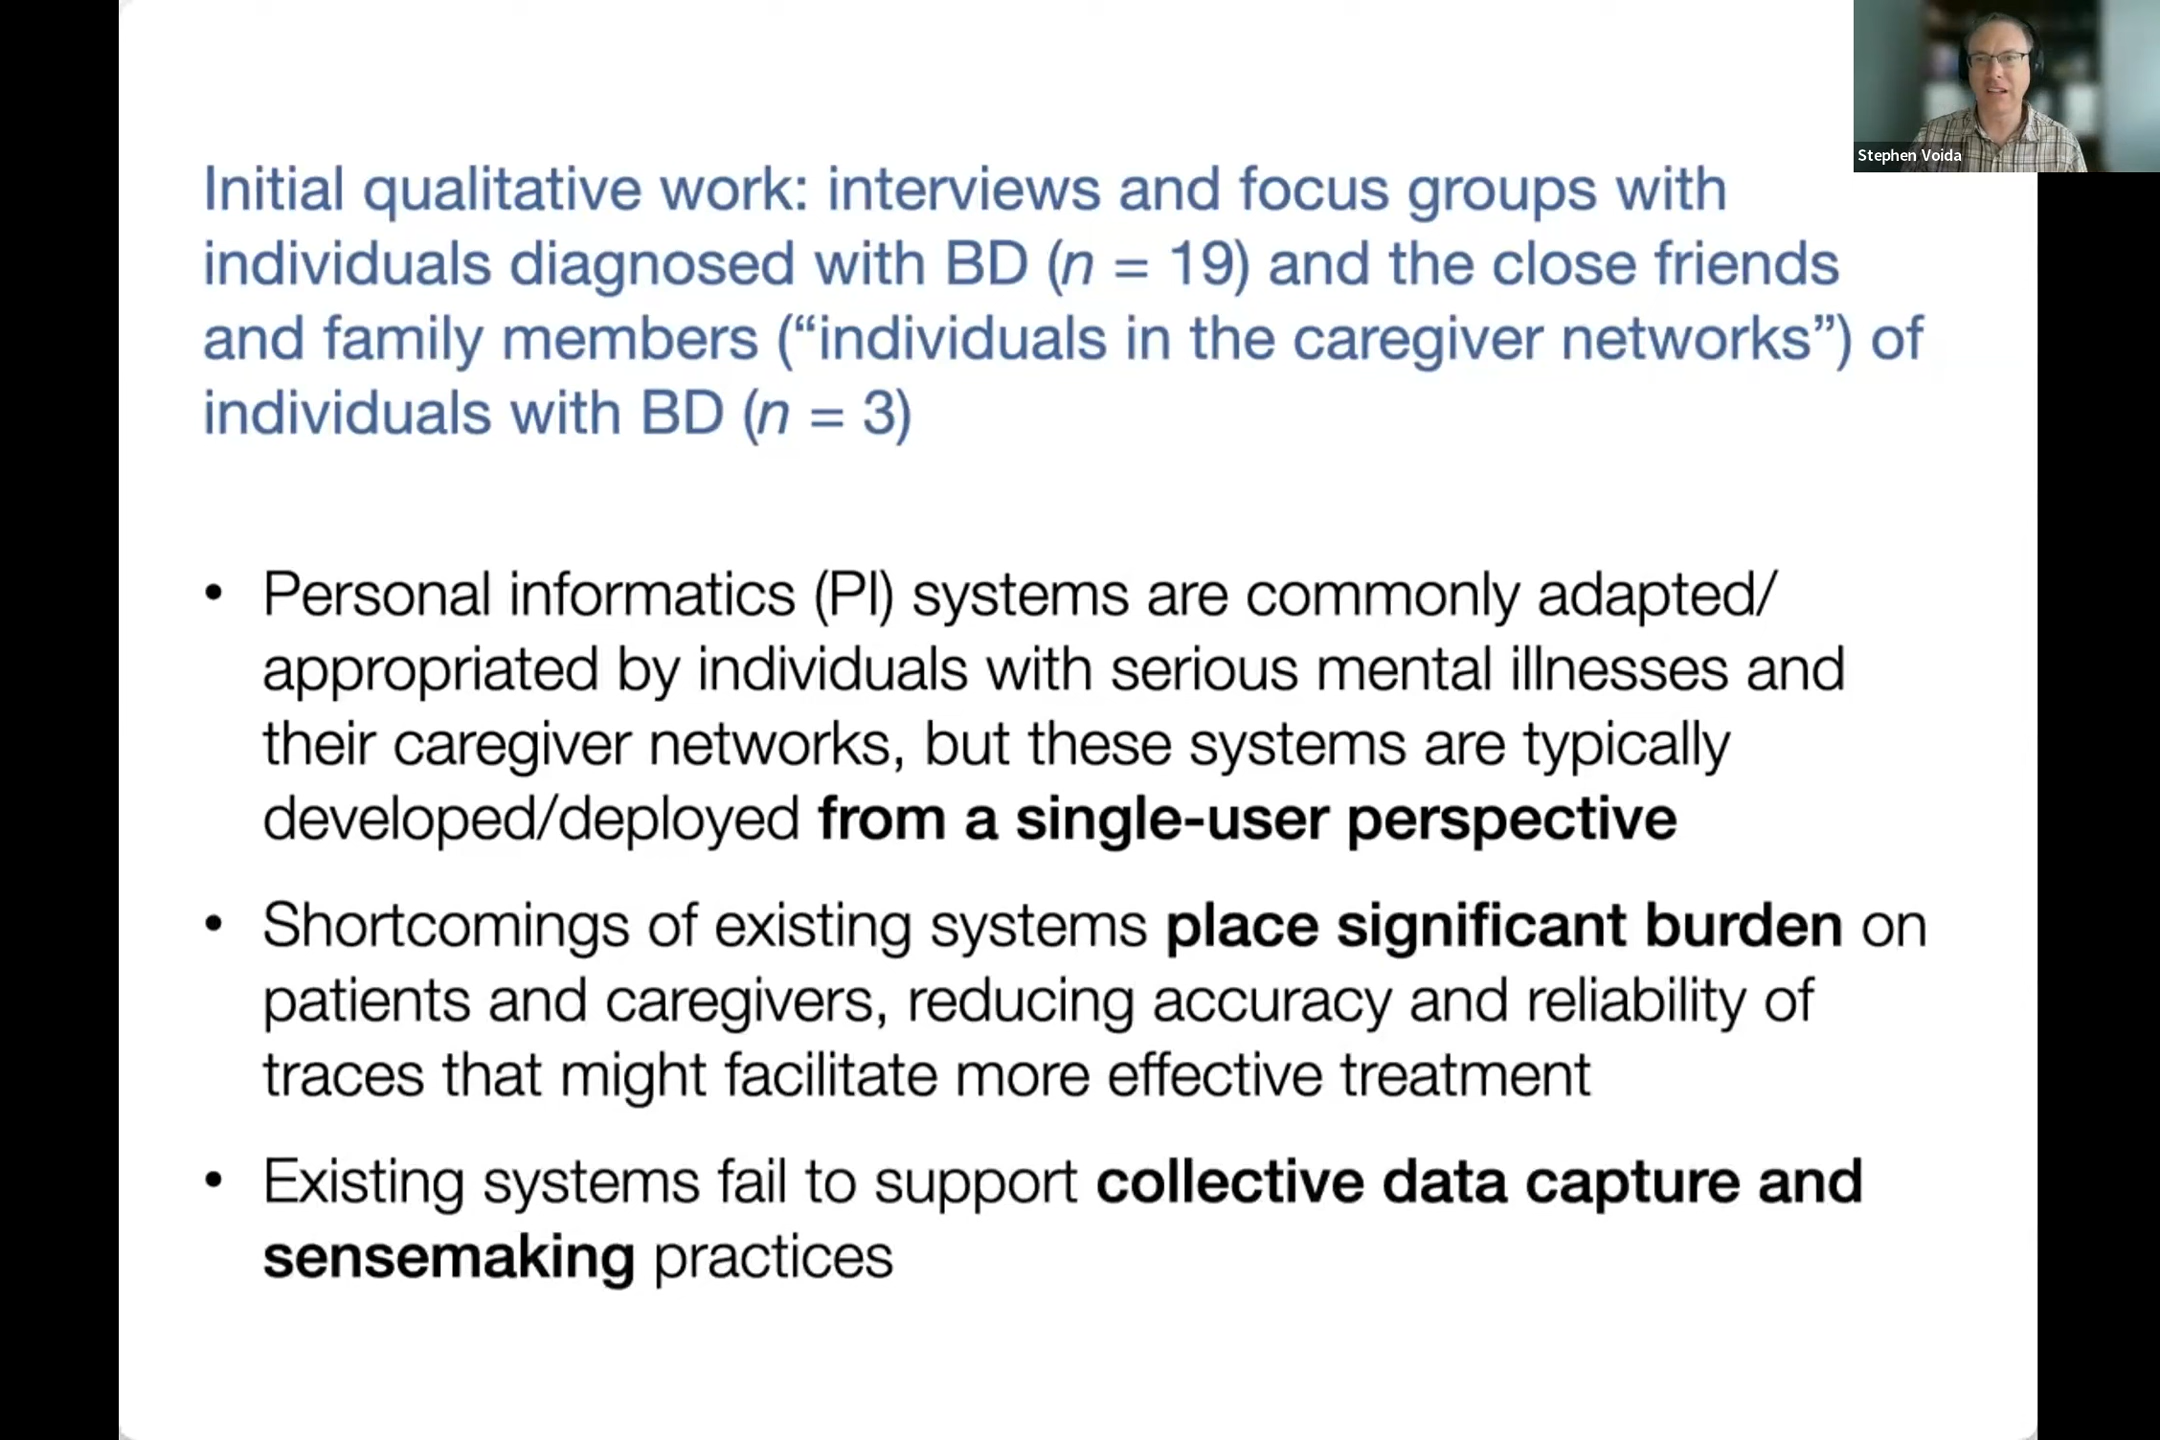 Stephen Voida
Initial qualitative work: interviews and focus groups with
individuals diagnosed with BD (n = 19) and the close friends
and family members (“individuals in the caregiver networks”) of
individuals with BD (n = 3)
• Personal informatics (PI) systems are commonly adapted/
appropriated by individuals with serious mental illnesses and
their caregiver networks, but these systems are typically
developed/deployed from a single-user perspective
• Shortcomings of existing systems place significant burden on
patients and caregivers, reducing accuracy and reliability of
traces that might facilitate more effective treatment
• Existing systems fail to support collective data capture and
sensemaking practices